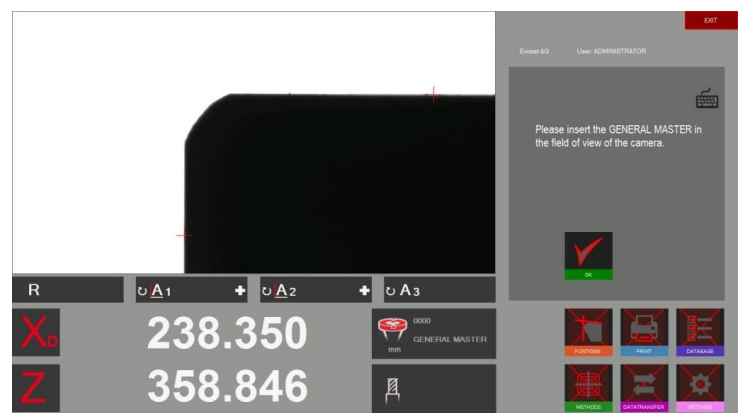 EXIT
Evoset AG User: ADMINISTRATOR
Please insert the GENERAL MASTER in
the field of view of the camera.
OK
R
A1
A2
A3
XD
238.350
0000
GENERAL MASTER
mm
Z
358.846
FUNTIONS
PRINT
DATABASE
METHODS
DATATRANSFER
SETTINGS